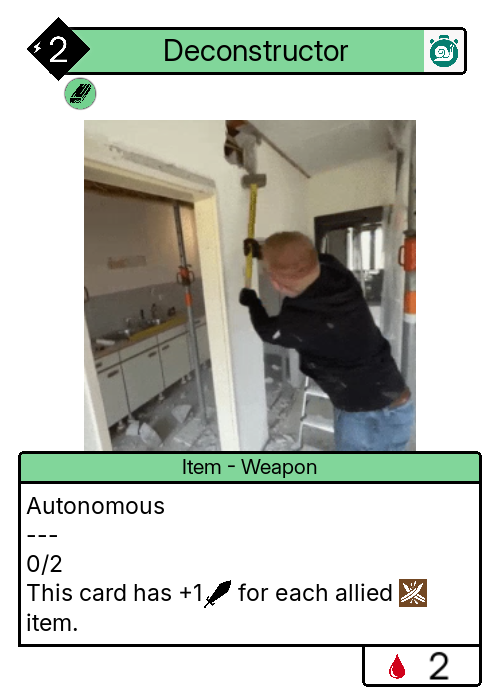 2
Deconstructor
Item - Weapon
Autonomous
---
0/2
This card has +1 for each allied
item.
2